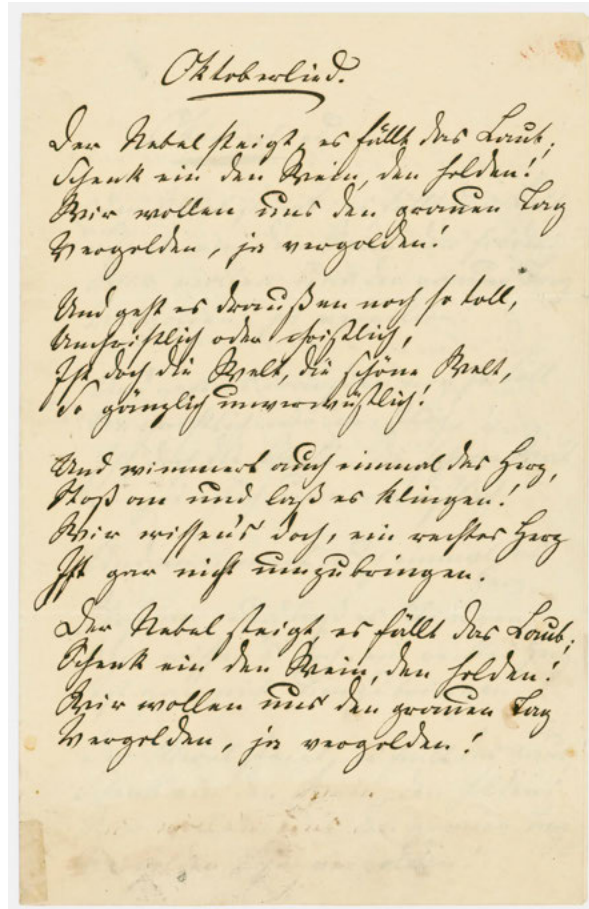 Oktoberlied.
Der Nebel steigt, es fällt das Laub;
Schenk ein den Wein, den holden!
Wir wollen uns den grauen Tag
Vergolden, ja vergolden!
Und geht es draußen noch so toll,
Unchristlich oder christlich,
Ist doch die Welt, die schöne Welt,
So gänzlich unverwüstlich!
Und wimmert auch einmal das Herz,
Stoß an und laß es klingen!
Wir wissen's doch, ein rechtes Herz
Ist gar nicht umzubringen.
Der Nebel steigt, es fällt das Laub;
Schenk ein den Wein, den holden!
Wir wollen uns den grauen Tag
Vergolden, ja vergolden!